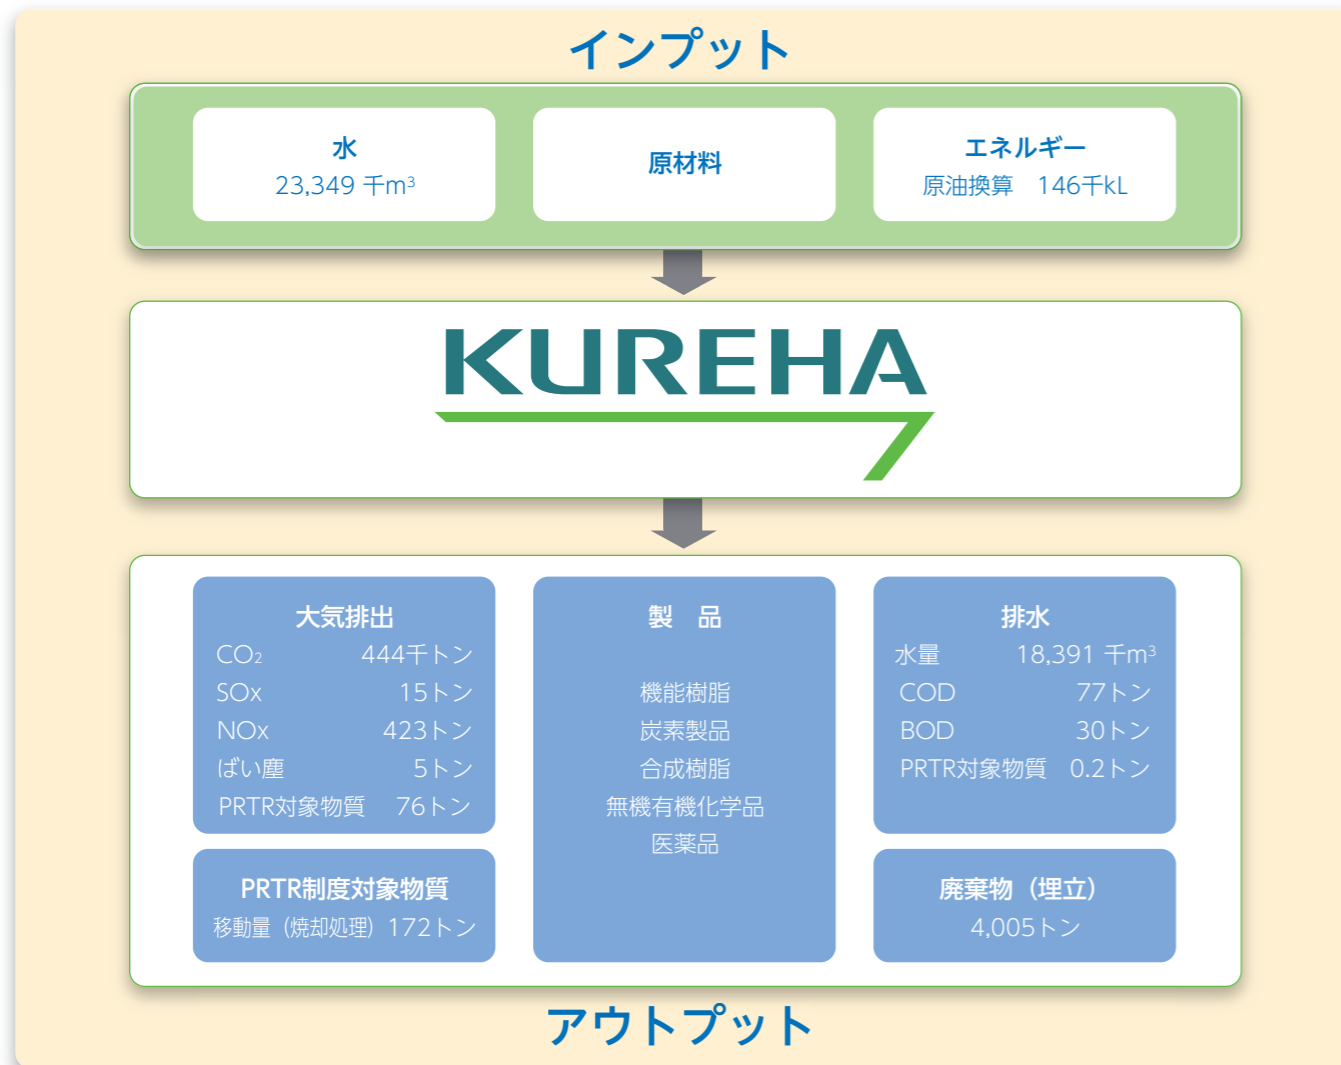 インプット
水
23,349 千m³
原材料
エネルギー
原油換算　146千kL
KUREHA
大気排出
CO₂ 444千トン
SOx 15トン
NOx 423トン
ばい塵 5トン
PRTR対象物質 76トン
PRTR制度対象物質
移動量（焼却処理）172トン
製　品
機能樹脂
炭素製品
合成樹脂
無機有機化学品
医薬品
排水
水量 18,391 千m³
COD 77トン
BOD 30トン
PRTR対象物質 0.2トン
廃棄物（埋立）
4,005トン
アウトプット